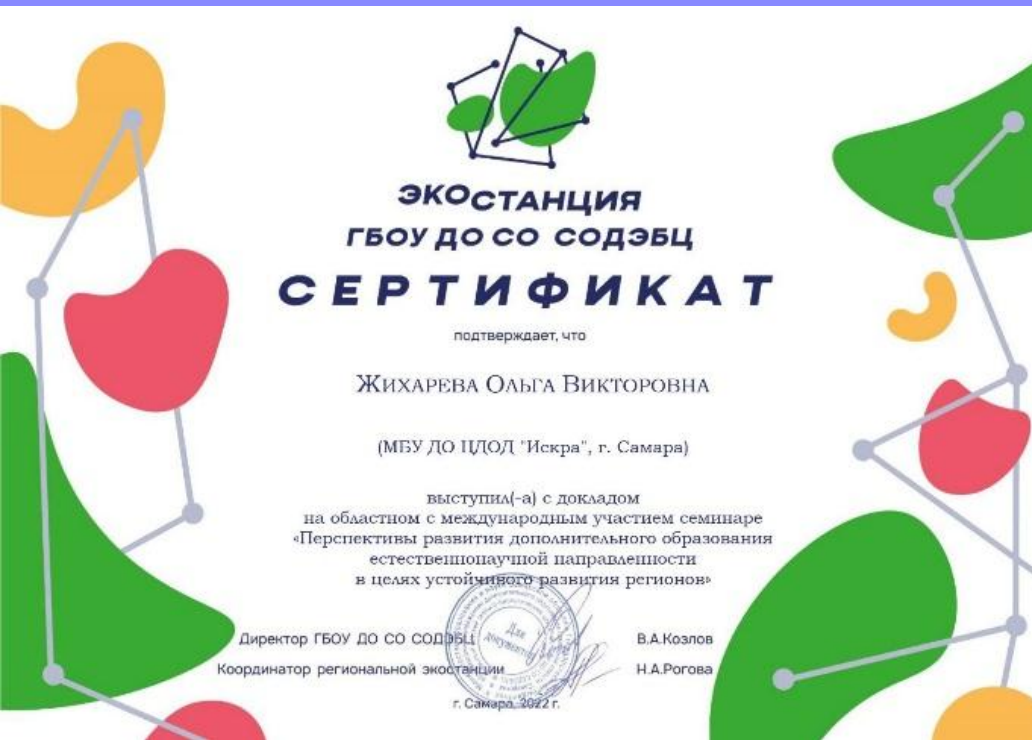 ЭКОСТАНЦИЯ
ГБОУ ДО СО СОДЭБЦ
СЕРТИФИКАТ
подтверждает, что
Жихарева Ольга Викторовна
(МБУ ДО ЦДОД "Искра", г. Самара)
выступил(-а) с докладом
на областном с международным участием семинаре
«Перспективы развития дополнительного образования
естественнонаучной направленности
в целях устойчивого развития регионов»
Для
документов
Директор ГБОУ ДО СО СОДЭБЦ В.А.Козлов
Координатор региональной экостанции Н.А.Рогова
г. Самара, 2022 г.